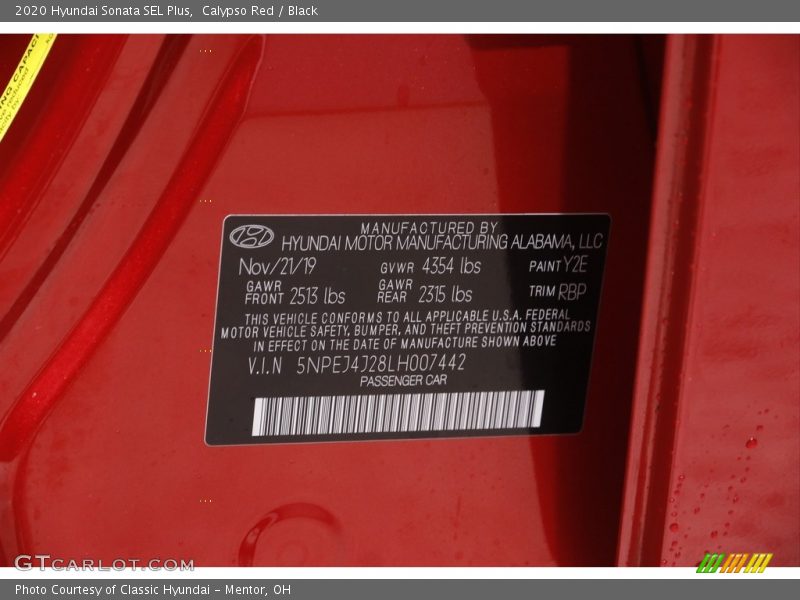 2020 Hyundai Sonata SEL Plus,  Calypso Red / Black
MANUFACTURED BY
HYUNDAI MOTOR MANUFACTURING ALABAMA, LLC
Nov/21/19 GVWR 4354 lbs PAINT Y2E
GAWR FRONT 2513 lbs GAWR REAR 2315 lbs TRIM RBP
THIS VEHICLE CONFORMS TO ALL APPLICABLE U.S.A. FEDERAL
MOTOR VEHICLE SAFETY, BUMPER, AND THEFT PREVENTION STANDARDS
IN EFFECT ON THE DATE OF MANUFACTURE SHOWN ABOVE
V.I.N 5NPEJ4J28LH007442
PASSENGER CAR
GTCARLOT.COM
Photo Courtesy of Classic Hyundai - Mentor, OH